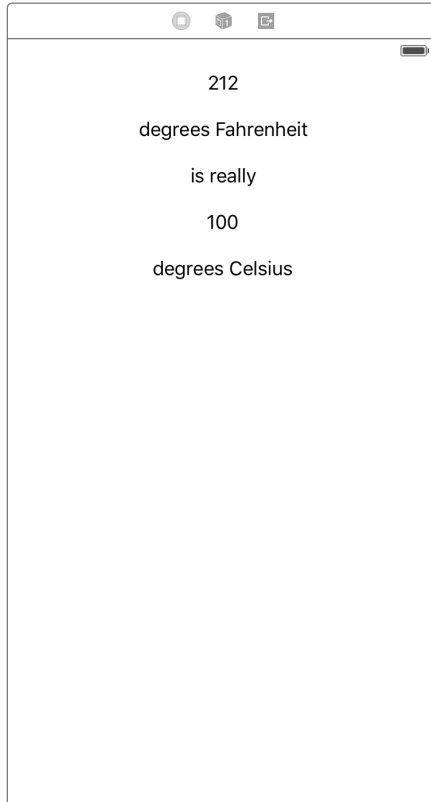 212
degrees Fahrenheit
is really
100
degrees Celsius